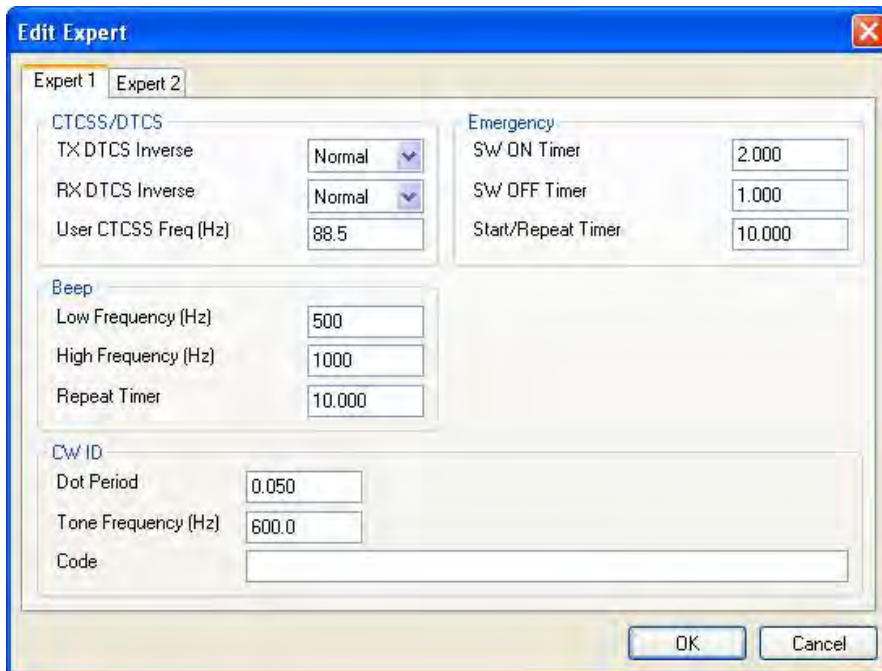 Edit Expert
Expert 1 Expert 2
CTCSS/DTCS
TX DTCS Inverse Normal
RX DTCS Inverse Normal
User CTCSS Freq (Hz) 88.5
Emergency
SW ON Timer 2.000
SW OFF Timer 1.000
Start/Repeat Timer 10.000
Beep
Low Frequency (Hz) 500
High Frequency (Hz) 1000
Repeat Timer 10.000
CW ID
Dot Period 0.050
Tone Frequency (Hz) 600.0
Code
OK Cancel